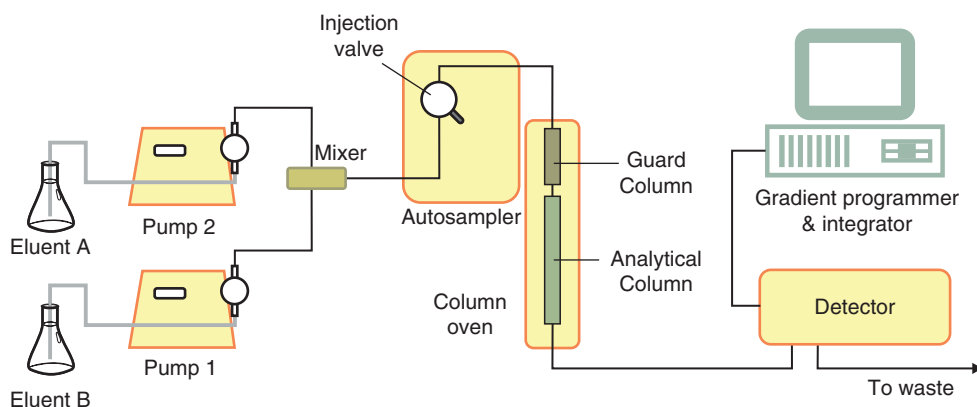 Injection
valve
Mixer
Autosampler
Eluent A
Pump 2
Guard
Column
Analytical
Column
Column
oven
Gradient programmer
& integrator
Detector
Pump 1
Eluent B
To waste